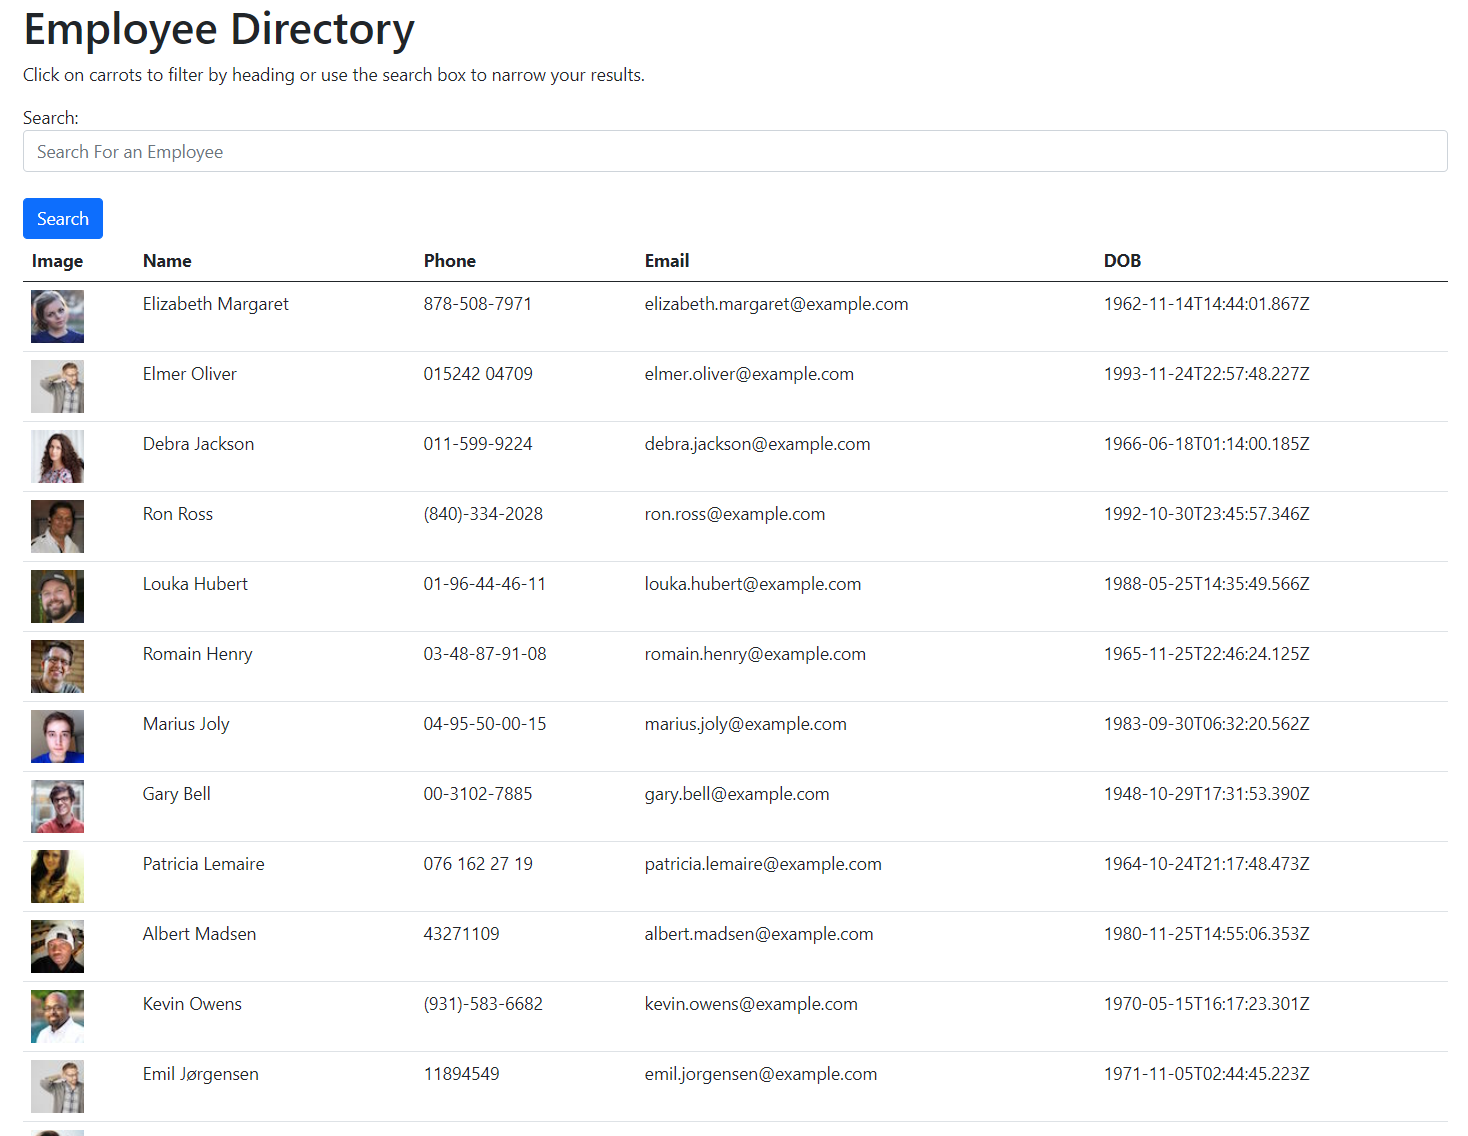 Employee Directory
Click on carrots to filter by heading or use the search box to narrow your results.
Search:
Search For an Employee
Search
Image Name Phone Email DOB
Elizabeth Margaret 878-508-7971 elizabeth.margaret@example.com 1962-11-14T14:44:01.867Z
Elmer Oliver 015242 04709 elmer.oliver@example.com 1993-11-24T22:57:48.227Z
Debra Jackson 011-599-9224 debra.jackson@example.com 1966-06-18T01:14:00.185Z
Ron Ross (840)-334-2028 ron.ross@example.com 1992-10-30T23:45:57.346Z
Louka Hubert 01-96-44-46-11 louka.hubert@example.com 1988-05-25T14:35:49.566Z
Romain Henry 03-48-87-91-08 romain.henry@example.com 1965-11-25T22:46:24.125Z
Marius Joly 04-95-50-00-15 marius.joly@example.com 1983-09-30T06:32:20.562Z
Gary Bell 00-3102-7885 gary.bell@example.com 1948-10-29T17:31:53.390Z
Patricia Lemaire 076 162 27 19 patricia.lemaire@example.com 1964-10-24T21:17:48.473Z
Albert Madsen 43271109 albert.madsen@example.com 1980-11-25T14:55:06.353Z
Kevin Owens (931)-583-6682 kevin.owens@example.com 1970-05-15T16:17:23.301Z
Emil Jørgensen 11894549 emil.jorgensen@example.com 1971-11-05T02:44:45.223Z